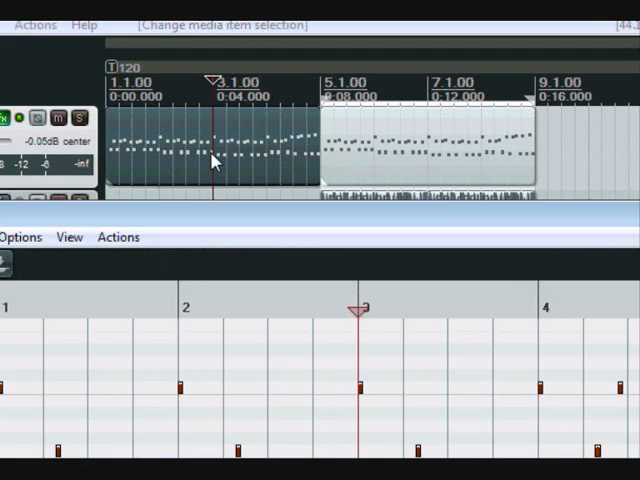 Actions Help [Change media item selection] [44.1
T 120
1.1.00 3.1.00 5.1.00 7.1.00 9.1.00
0:00.000 0:04.000 0:08.000 0:12.000 0:16.000
fx M S
-0.05dB center
-12 -6 -inf
Options View Actions
1 2 3 4